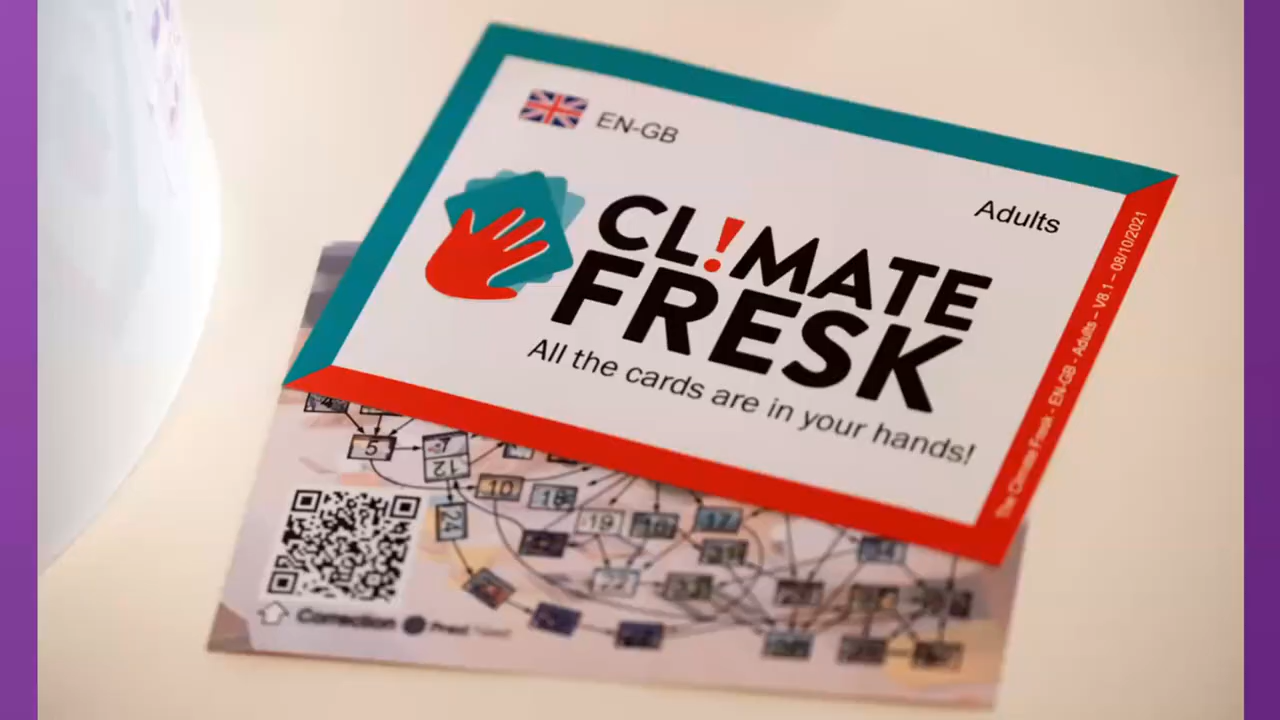 EN-GB
Adults
CL!MATE
FRESK
All the cards are in your hands!
The Climate Fresk - EN-GB - Adults – V8.1 – 08/10/2021
5
7
12
10
18
24
19
17
Correction